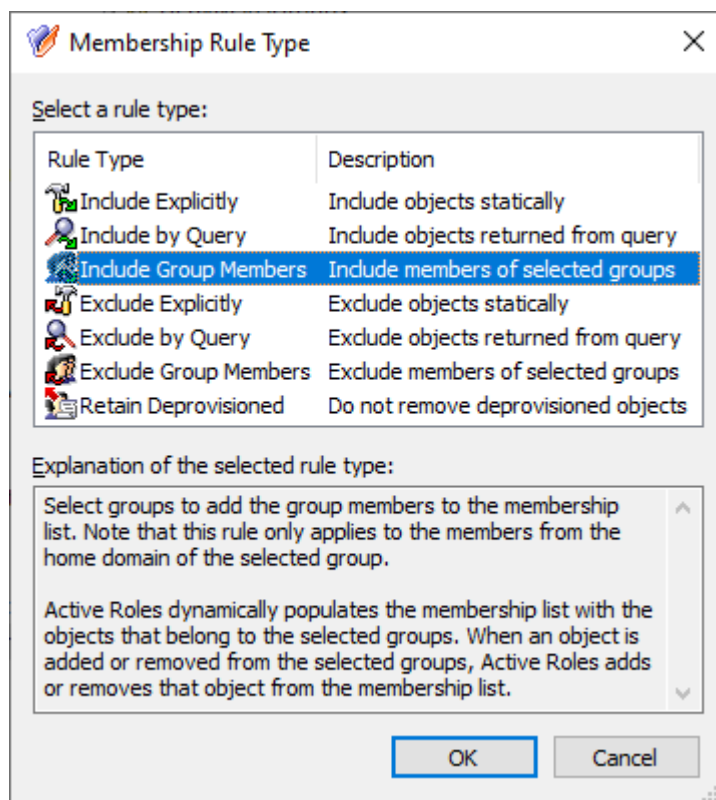 Membership Rule Type
Select a rule type:
Rule Type Description
Include Explicitly Include objects statically
Include by Query Include objects returned from query
Include Group Members Include members of selected groups
Exclude Explicitly Exclude objects statically
Exclude by Query Exclude objects returned from query
Exclude Group Members Exclude members of selected groups
Retain Deprovisioned Do not remove deprovisioned objects
Explanation of the selected rule type:
Select groups to add the group members to the membership
list. Note that this rule only applies to the members from the
home domain of the selected group.
Active Roles dynamically populates the membership list with the
objects that belong to the selected groups. When an object is
added or removed from the selected groups, Active Roles adds
or removes that object from the membership list.
OK Cancel